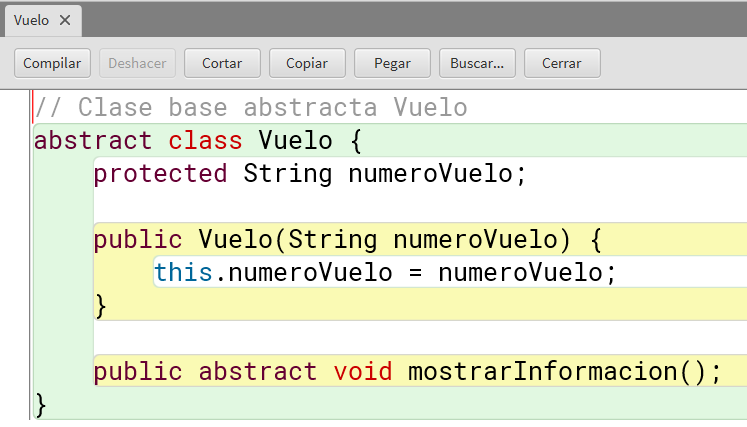 Vuelo ×
Compilar Deshacer Cortar Copiar Pegar Buscar... Cerrar
// Clase base abstracta Vuelo
abstract class Vuelo {
protected String numeroVuelo;
public Vuelo(String numeroVuelo) {
this.numeroVuelo = numeroVuelo;
}
public abstract void mostrarInformacion();
}